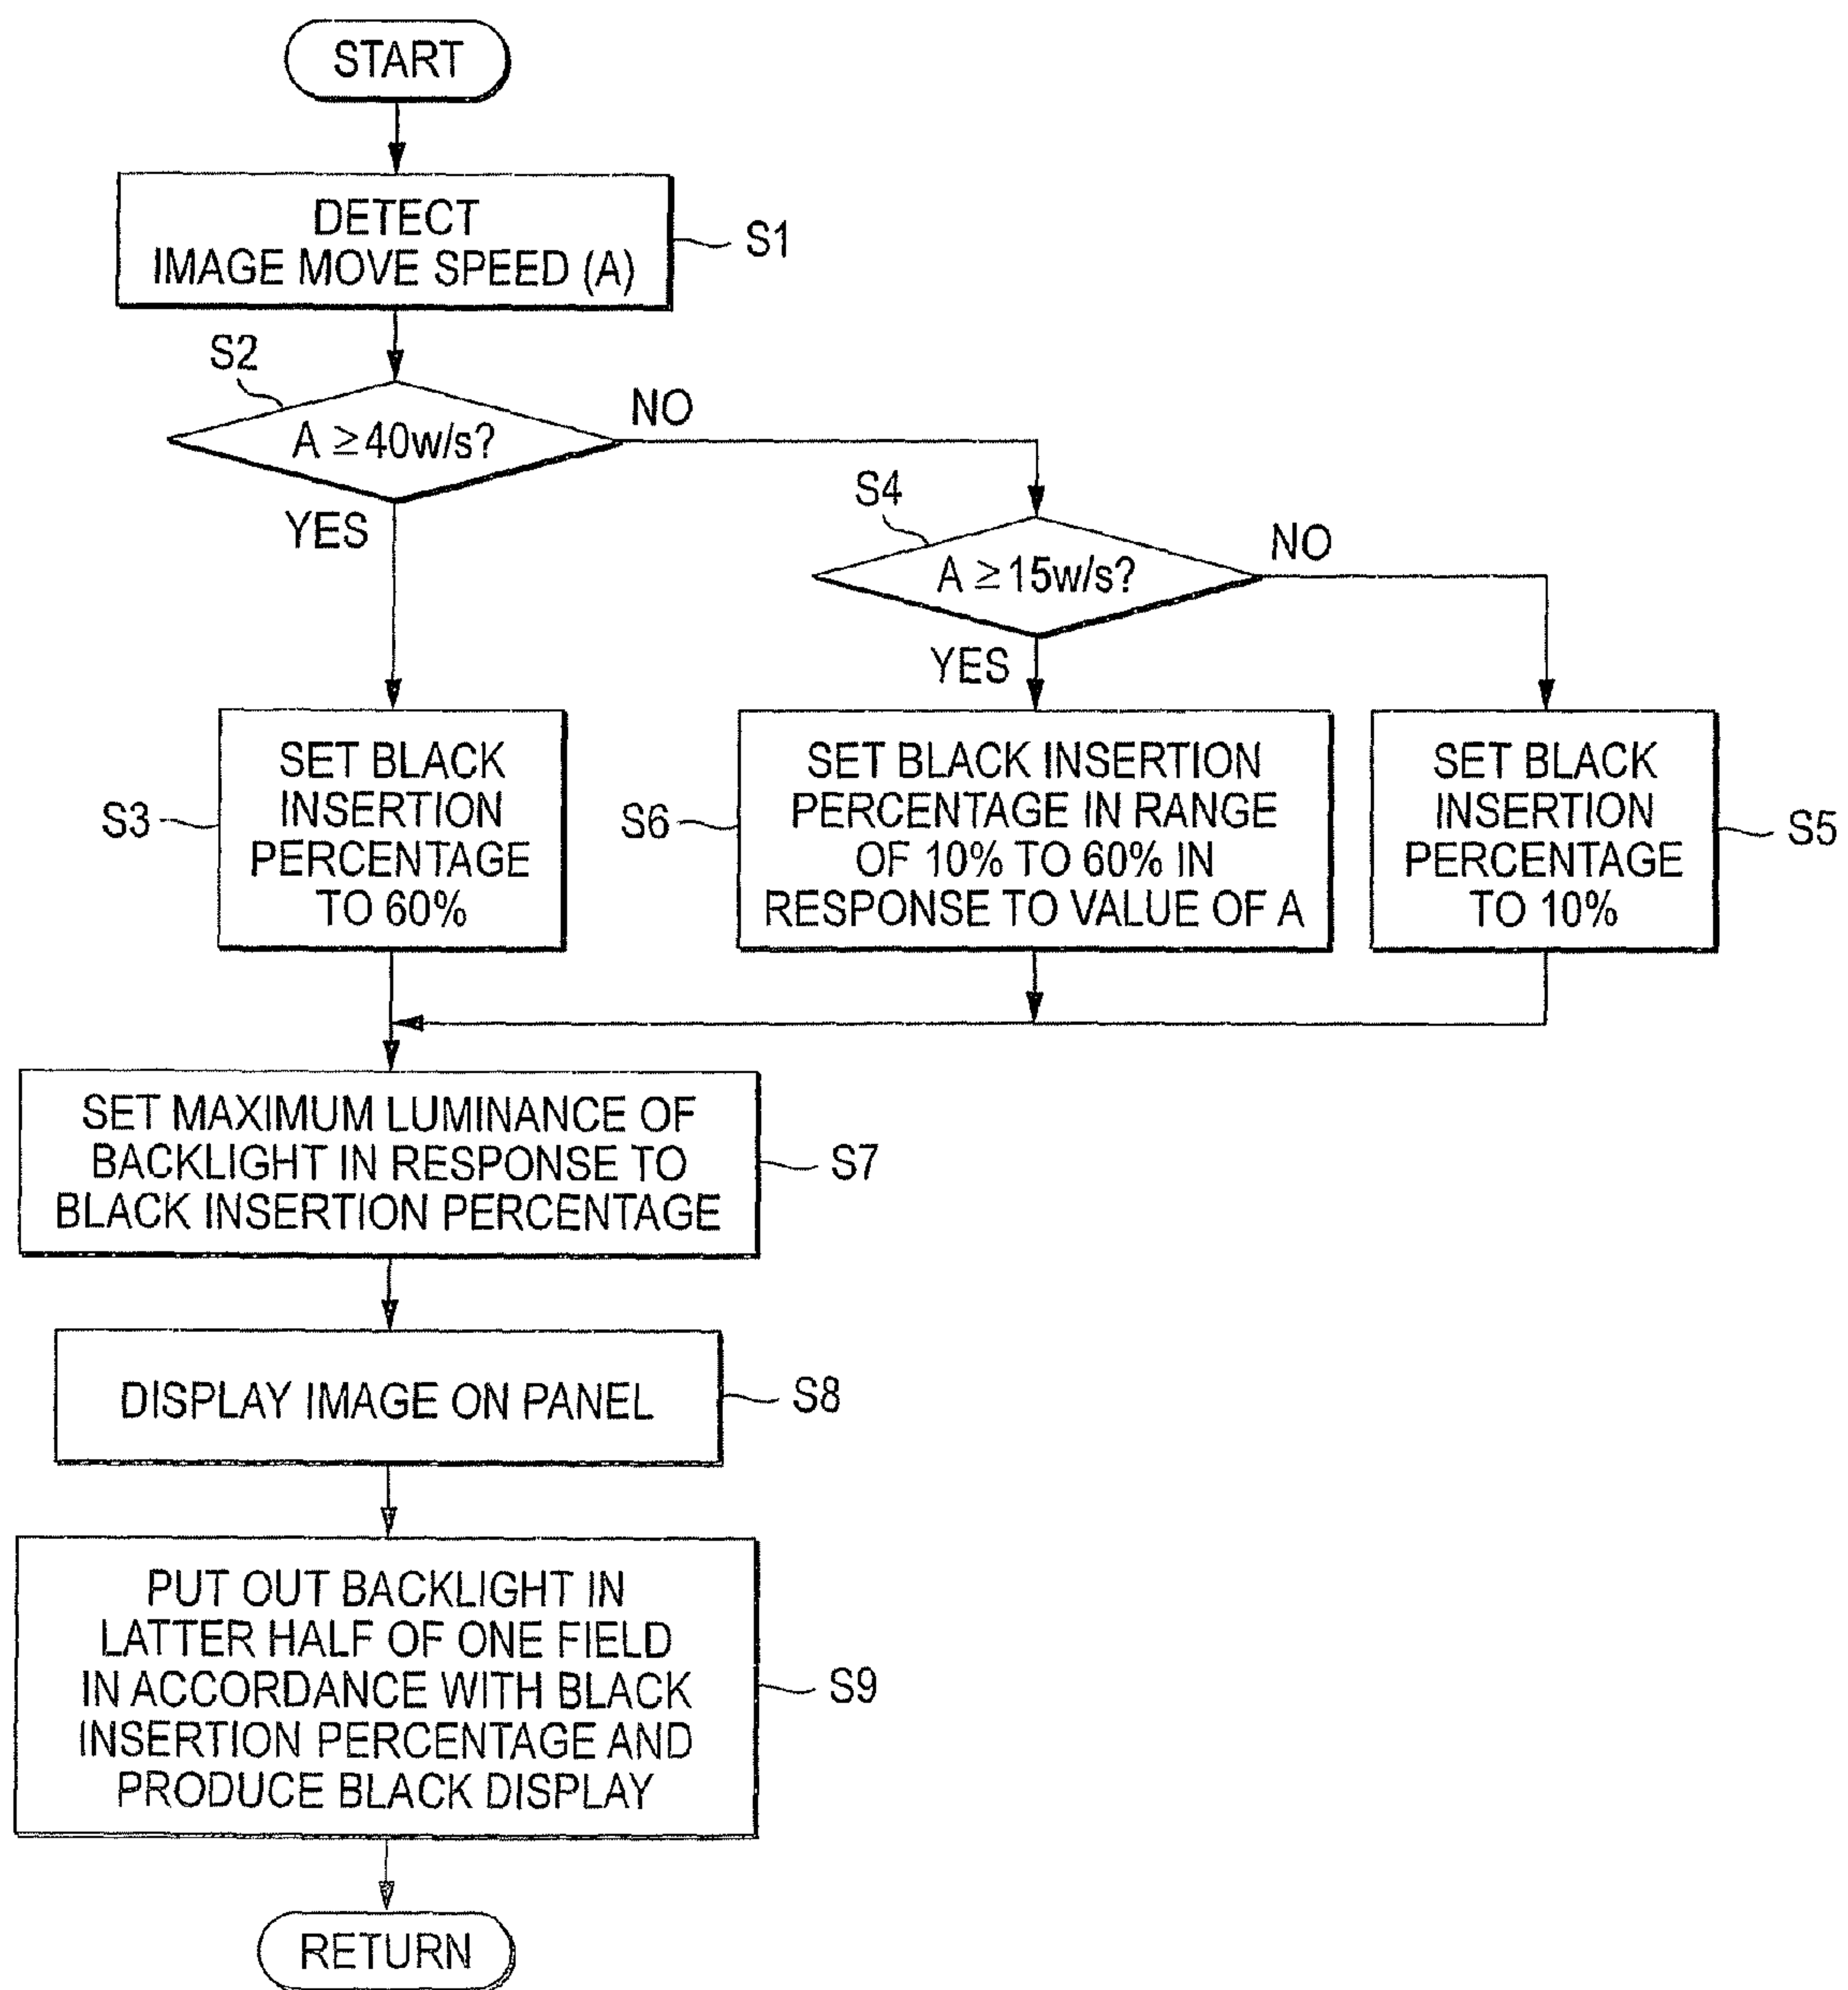 START
DETECT
IMAGE MOVE SPEED (A)
S1
S2
A ≧40w/s?
NO
YES
S4
A ≧15w/s?
NO
YES
S3
SET BLACK
INSERTION
PERCENTAGE
TO 60%
S6
SET BLACK INSERTION
PERCENTAGE IN RANGE
OF 10% TO 60% IN
RESPONSE TO VALUE OF A
SET BLACK
INSERTION
PERCENTAGE
TO 10%
S5
SET MAXIMUM LUMINANCE OF
BACKLIGHT IN RESPONSE TO
BLACK INSERTION PERCENTAGE
S7
DISPLAY IMAGE ON PANEL
S8
PUT OUT BACKLIGHT IN
LATTER HALF OF ONE FIELD
IN ACCORDANCE WITH BLACK
INSERTION PERCENTAGE AND
PRODUCE BLACK DISPLAY
S9
RETURN